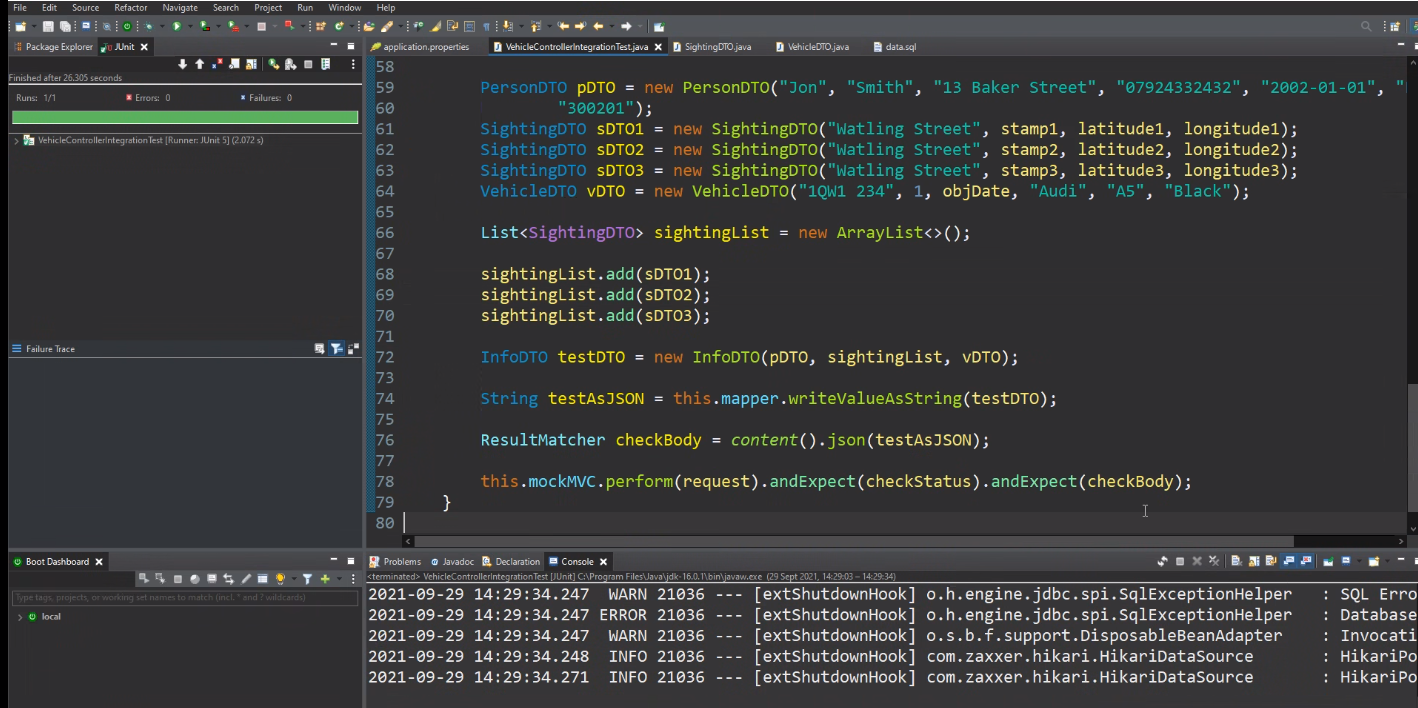 File Edit Source Refactor Navigate Search Project Run Window Help
Package Explorer JUnit
Finished after 26.305 seconds
Runs: 1/1 Errors: 0 Failures: 0
VehicleControllerIntegrationTest [Runner: JUnit 5] (2.072 s)
Failure Trace
application.properties VehicleControllerIntegrationTest.java SightingDTO.java VehicleDTO.java data.sql
58
59 PersonDTO pDTO = new PersonDTO("Jon", "Smith", "13 Baker Street", "07924332432", "2002-01-01", "
60 "300201");
61 SightingDTO sDTO1 = new SightingDTO("Watling Street", stamp1, latitude1, longitude1);
62 SightingDTO sDTO2 = new SightingDTO("Watling Street", stamp2, latitude2, longitude2);
63 SightingDTO sDTO3 = new SightingDTO("Watling Street", stamp3, latitude3, longitude3);
64 VehicleDTO vDTO = new VehicleDTO("1QW1 234", 1, objDate, "Audi", "A5", "Black");
65
66 List<SightingDTO> sightingList = new ArrayList<>();
67
68 sightingList.add(sDTO1);
69 sightingList.add(sDTO2);
70 sightingList.add(sDTO3);
71
72 InfoDTO testDTO = new InfoDTO(pDTO, sightingList, vDTO);
73
74 String testAsJSON = this.mapper.writeValueAsString(testDTO);
75
76 ResultMatcher checkBody = content().json(testAsJSON);
77
78 this.mockMVC.perform(request).andExpect(checkStatus).andExpect(checkBody);
79 }
80
Boot Dashboard
Type tags, projects, or working set names to match (incl. * and ? wildcards)
local
Problems Javadoc Declaration Console
<terminated> VehicleControllerIntegrationTest [JUnit] C:\Program Files\Java\jdk-16.0.1\bin\javaw.exe (29 Sept 2021, 14:29:03 – 14:29:34)
2021-09-29 14:29:34.247 WARN 21036 --- [extShutdownHook] o.h.engine.jdbc.spi.SqlExceptionHelper : SQL Erro
2021-09-29 14:29:34.247 ERROR 21036 --- [extShutdownHook] o.h.engine.jdbc.spi.SqlExceptionHelper : Database
2021-09-29 14:29:34.247 WARN 21036 --- [extShutdownHook] o.s.b.f.support.DisposableBeanAdapter : Invocati
2021-09-29 14:29:34.248 INFO 21036 --- [extShutdownHook] com.zaxxer.hikari.HikariDataSource : HikariPo
2021-09-29 14:29:34.271 INFO 21036 --- [extShutdownHook] com.zaxxer.hikari.HikariDataSource : HikariPo